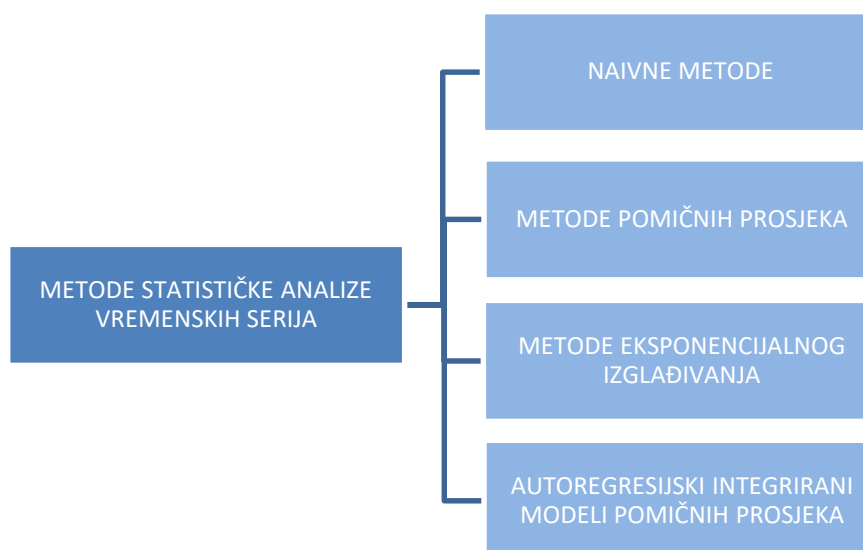 NAIVNE METODE
METODE POMIČNIH PROSJEKA
METODE STATISTIČKE ANALIZE
VREMENSKIH SERIJA
METODE EKSPONENCIJALNOG
IZGLAĐIVANJA
AUTOREGRESIJSKI INTEGRIRANI
MODELI POMIČNIH PROSJEKA